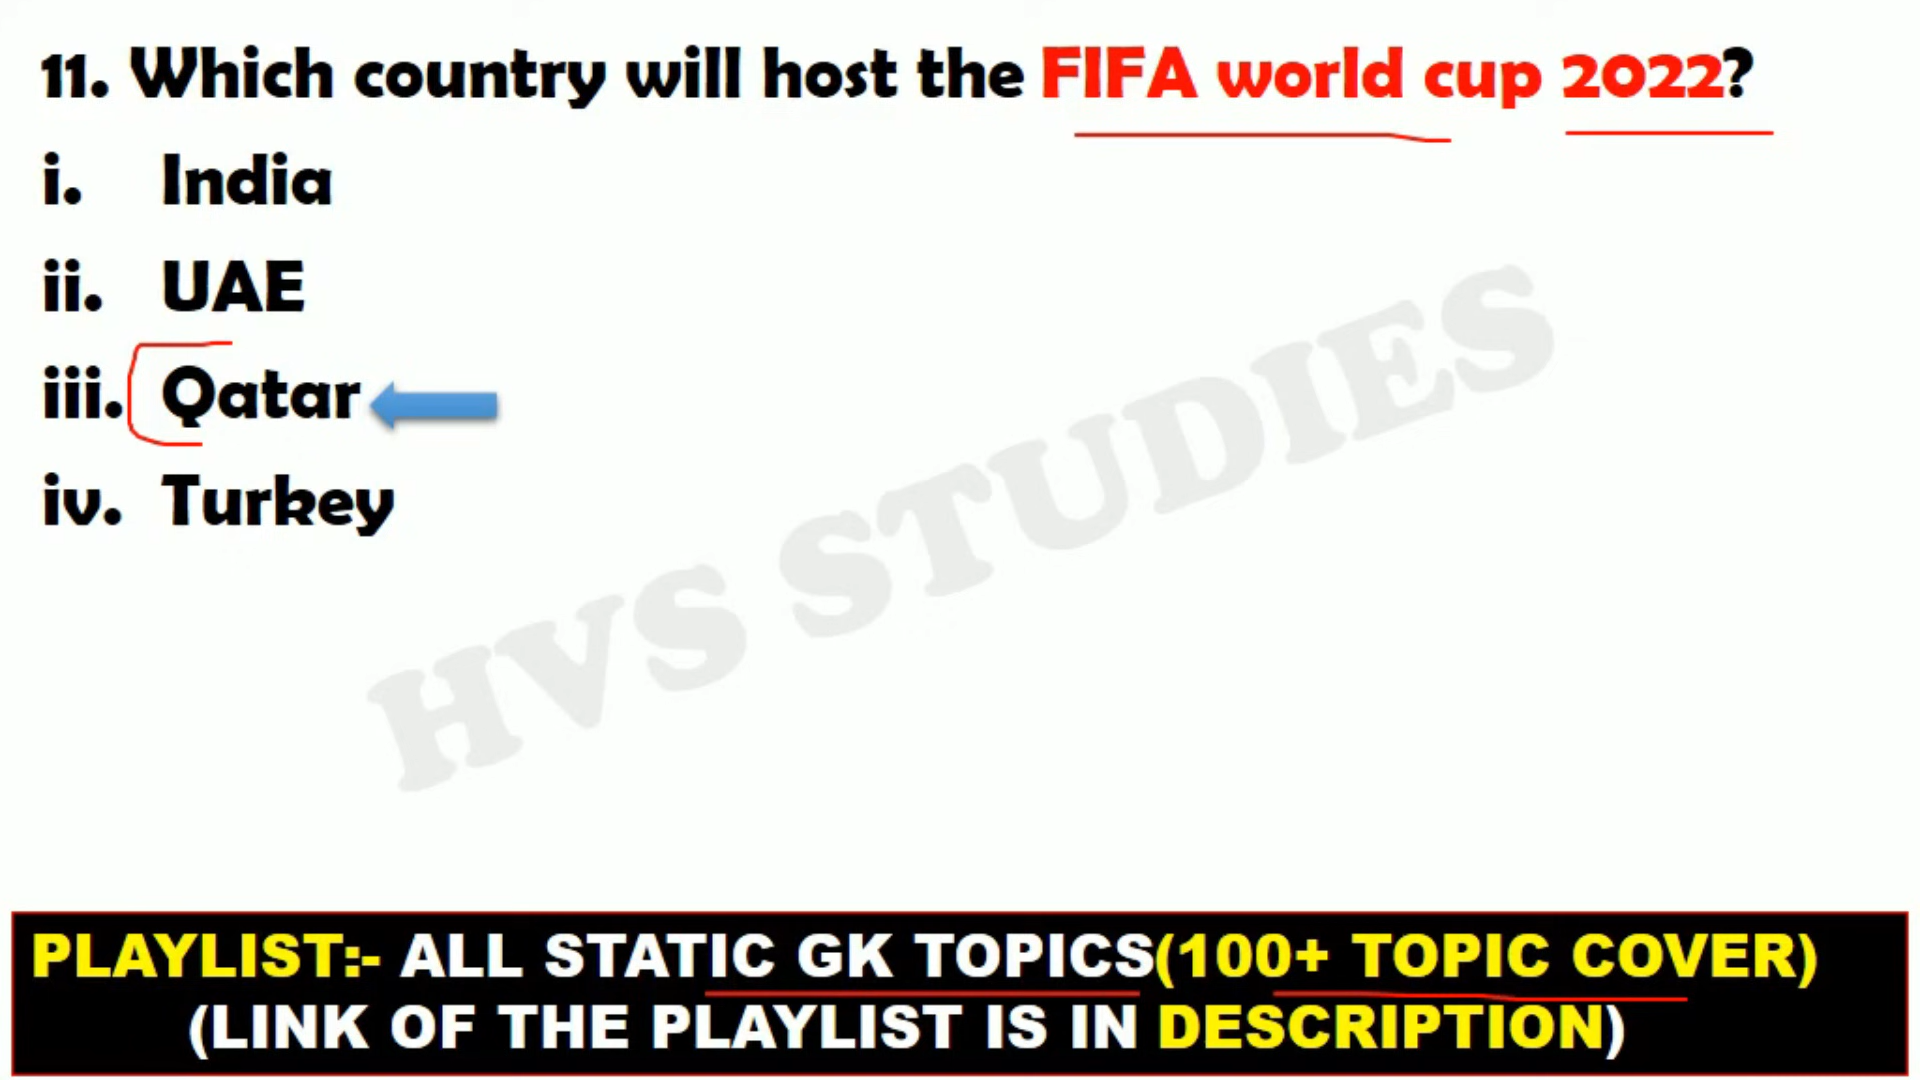 11. Which country will host the FIFA world cup 2022?
i. India
ii. UAE
iii. Qatar
iv. Turkey
HVS STUDIES
PLAYLIST:- ALL STATIC GK TOPICS(100+ TOPIC COVER)
(LINK OF THE PLAYLIST IS IN DESCRIPTION)